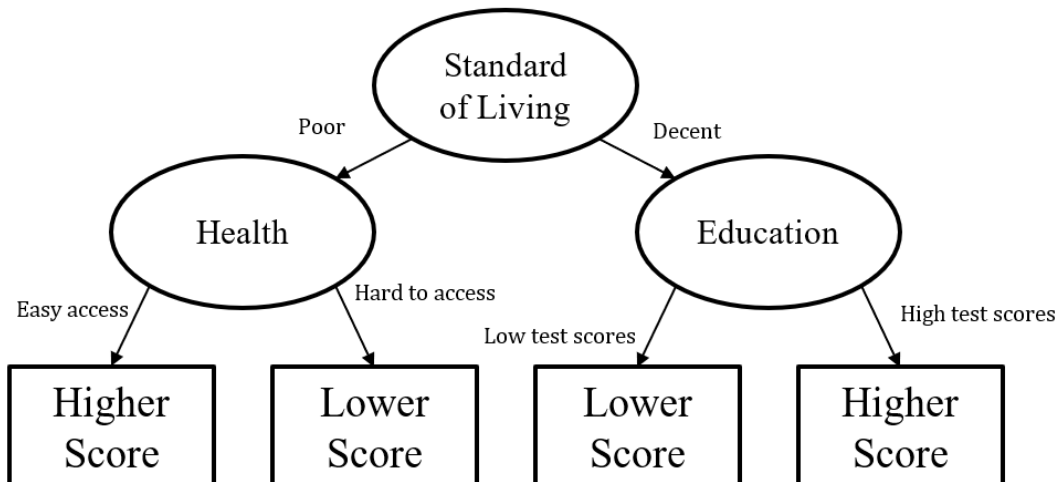 Standard
of Living
Poor
Decent
Health
Education
Easy access
Hard to access
Low test scores
High test scores
Higher
Score
Lower
Score
Lower
Score
Higher
Score